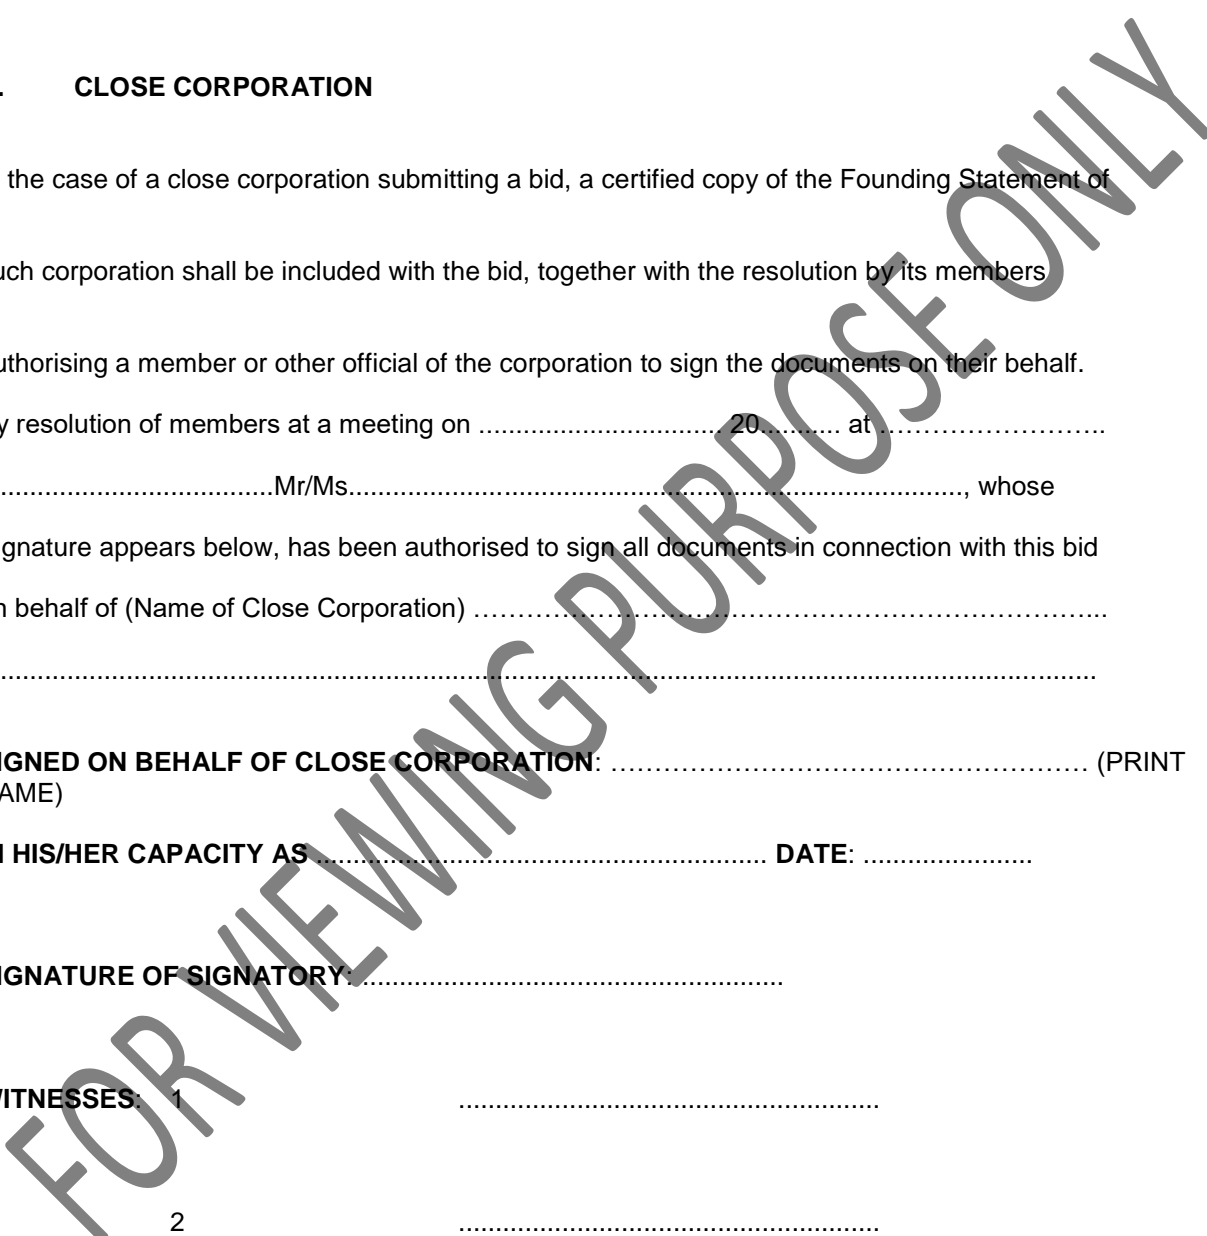 . CLOSE CORPORATION
the case of a close corporation submitting a bid, a certified copy of the Founding Statement of
uch corporation shall be included with the bid, together with the resolution by its members
uthorising a member or other official of the corporation to sign the documents on their behalf.
y resolution of members at a meeting on ................................. 20........... at ……………………..
.....................................Mr/Ms..................................................................................., whose
gnature appears below, has been authorised to sign all documents in connection with this bid
n behalf of (Name of Close Corporation) ……………………………………………………………...
....................................................................................................................................................
IGNED ON BEHALF OF CLOSE CORPORATION: ……………………………………………… (PRINT
AME)
N HIS/HER CAPACITY AS ............................................................. DATE: .......................
IGNATURE OF SIGNATORY: .........................................................
WITNESSES: 1 .........................................................
2 .........................................................
FOR VIEWING PURPOSE ONLY